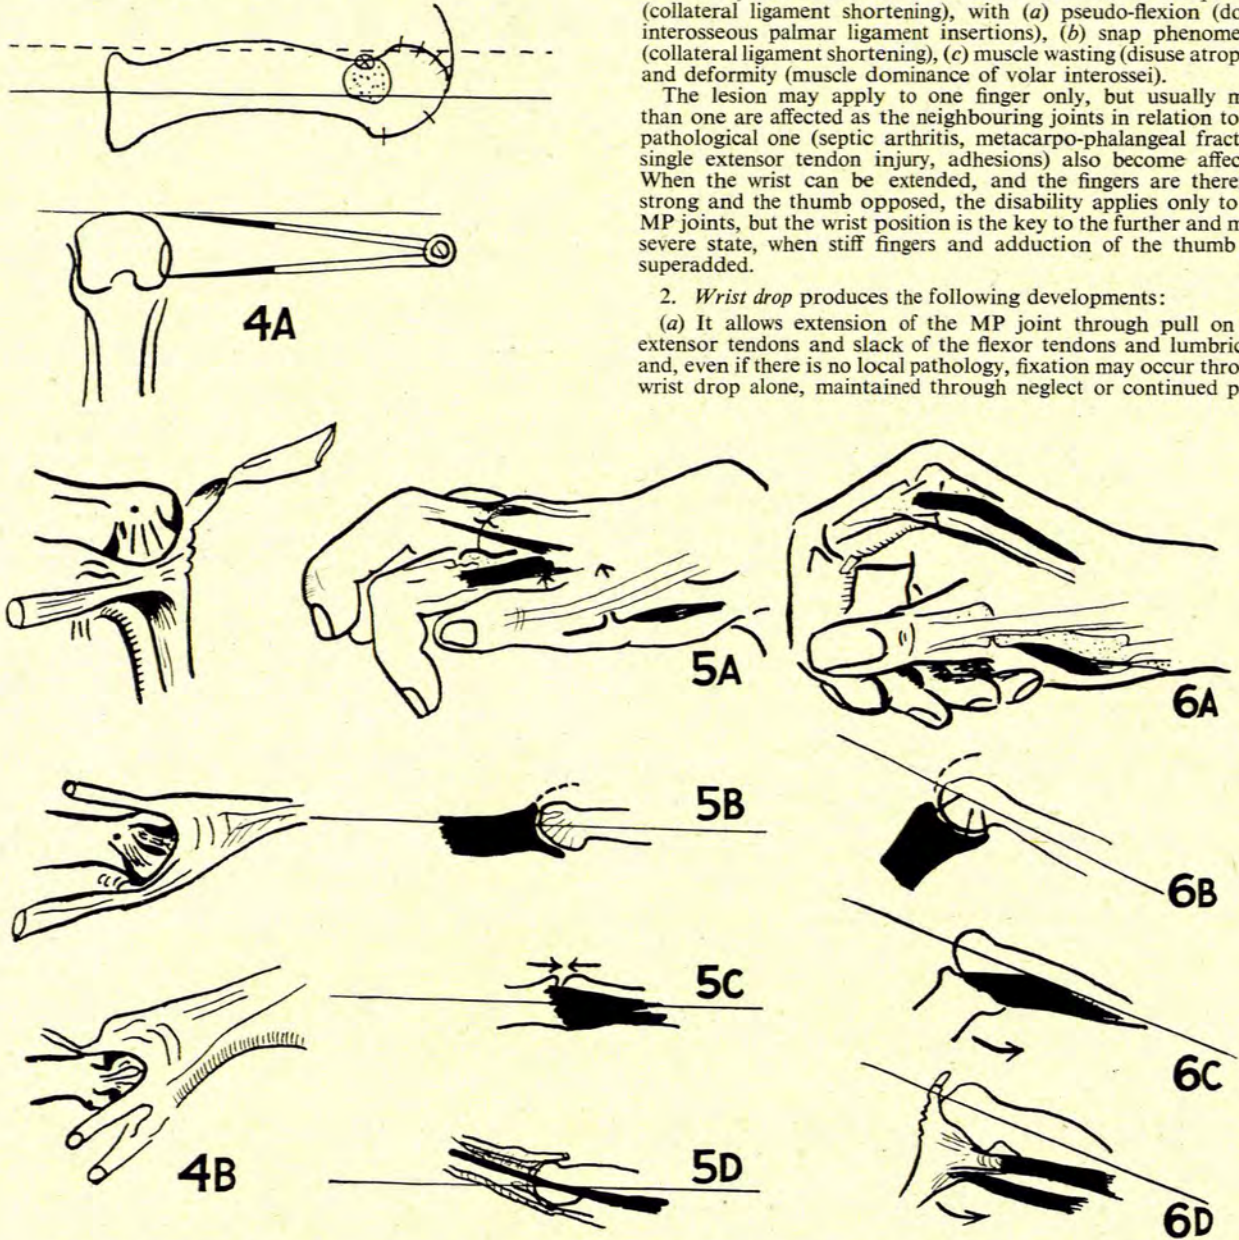 (collateral ligament shortening), with (a) pseudo-flexion
interosseous palmar ligament insertions), (b) snap
(collateral ligament shortening), (c) muscle wasting (disuse
and deformity (muscle dominance of volar interossei).
The lesion may apply to one finger only, but usually
than one are affected as the neighbouring joints in relation to
pathological one (septic arthritis, metacarpo-phalangeal
single extensor tendon injury, adhesions) also become
When the wrist can be extended, and the fingers are
strong and the thumb opposed, the disability applies only to
MP joints, but the wrist position is the key to the further and
severe state, when stiff fingers and adduction of the thumb
superadded.
2. Wrist drop produces the following developments:
(a) It allows extension of the MP joint through pull on
extensor tendons and slack of the flexor tendons and
and, even if there is no local pathology, fixation may occur
wrist drop alone, maintained through neglect or continued
4A
5A
6A
5B
6B
5C
6C
4B
5D
6D